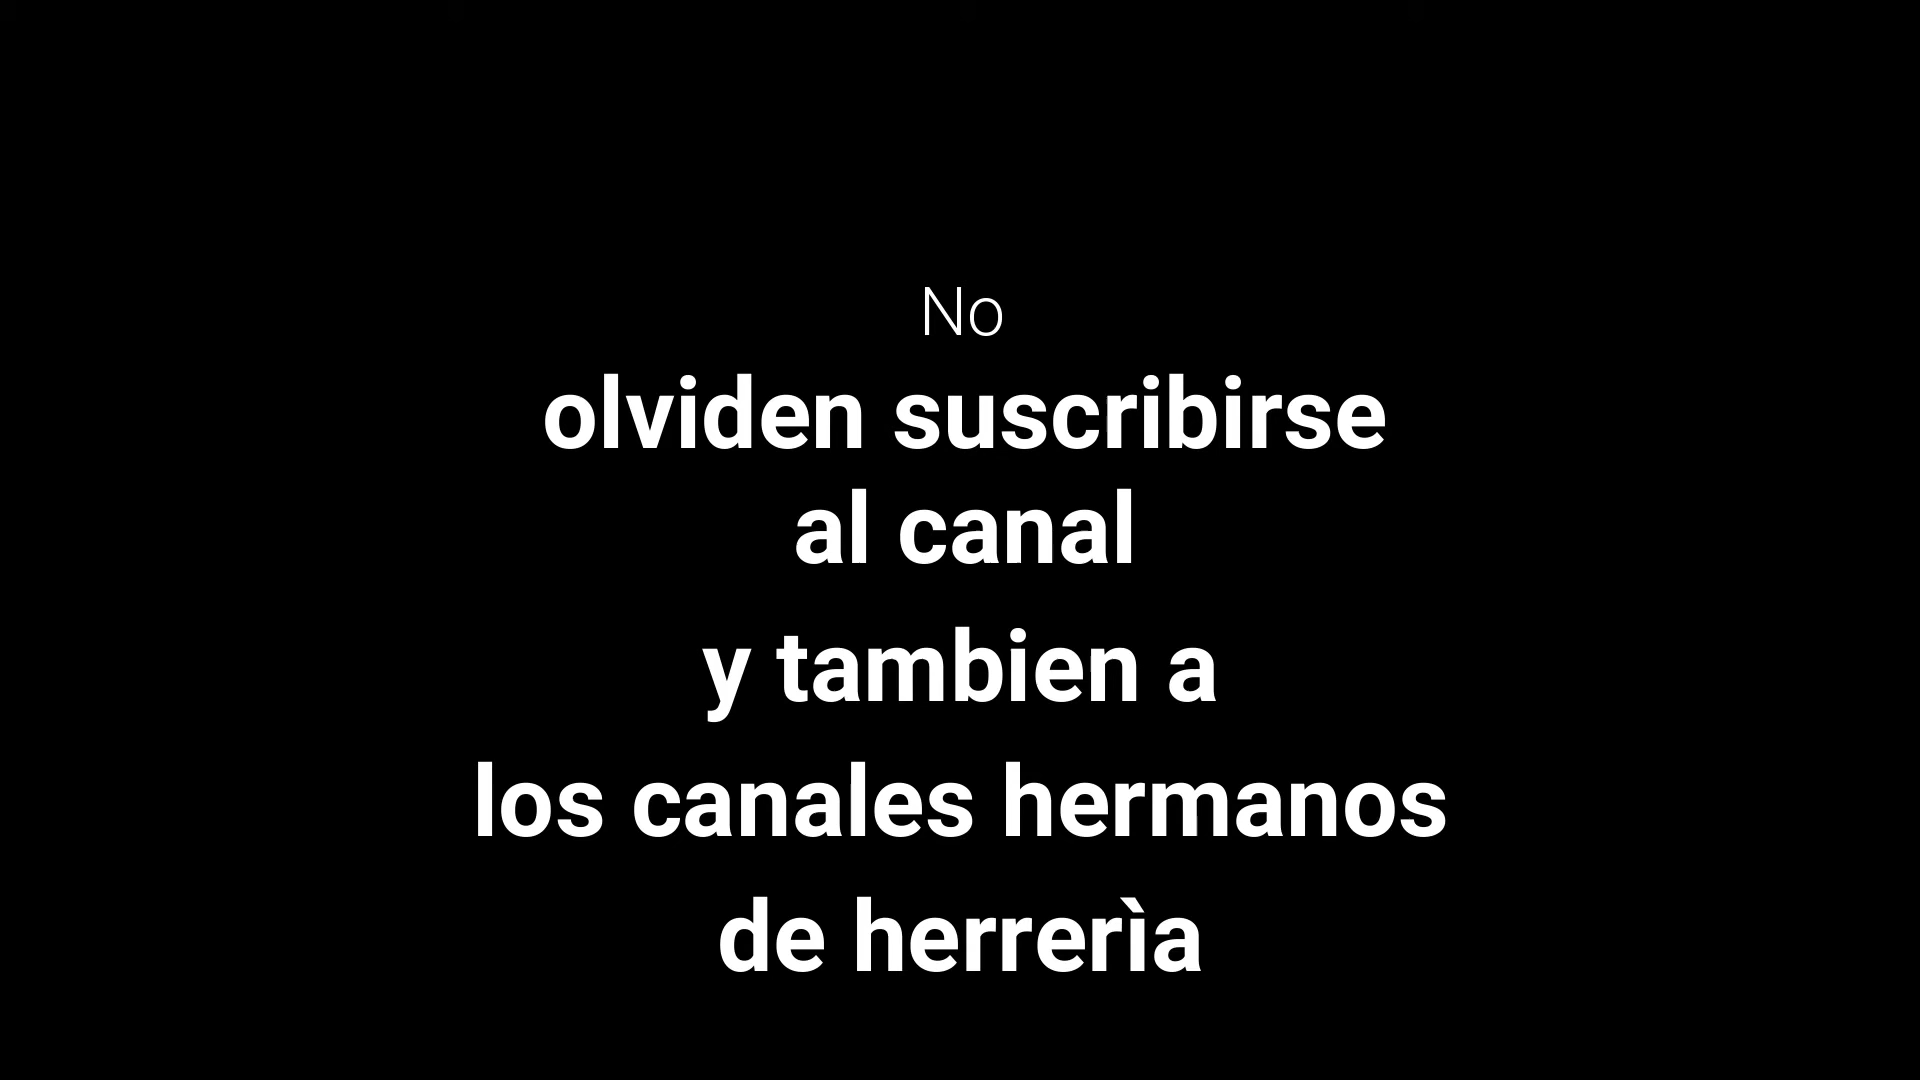 No
olviden suscribirse
al canal
y tambien a
los canales hermanos
de herrerìa